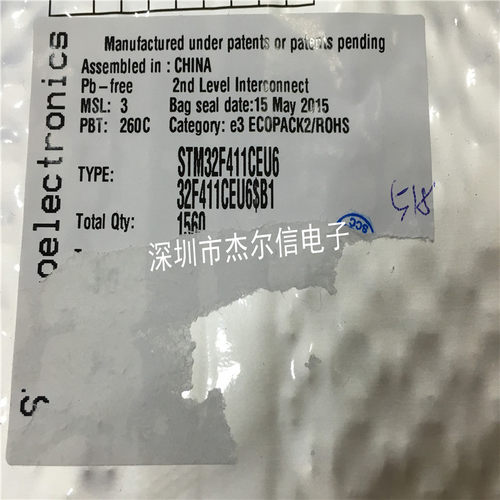 Manufactured under patents or patents pending
Assembled in : CHINA
Pb-free 2nd Level Interconnect
MSL: 3 Bag seal date:15 May 2015
PBT: 260C Category: e3 ECOPACK2/ROHS
TYPE: STM32F411CEU6
32F411CEU6$B1
Total Qty: 1560
深圳市杰尔信电子
oelectronics
S
518